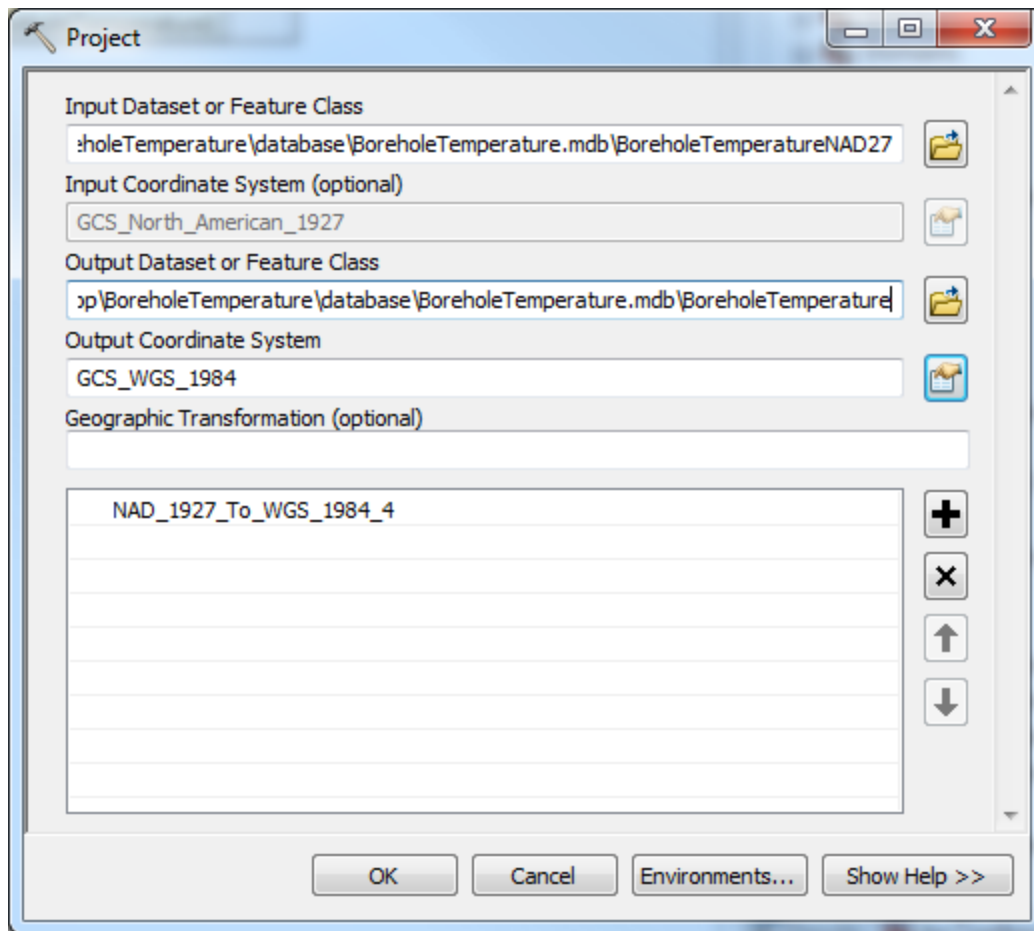 Project
Input Dataset or Feature Class
:holeTemperature\database\BoreholeTemperature.mdb\BoreholeTemperatureNAD27
Input Coordinate System (optional)
GCS_North_American_1927
Output Dataset or Feature Class
op\BoreholeTemperature\database\BoreholeTemperature.mdb\BoreholeTemperature
Output Coordinate System
GCS_WGS_1984
Geographic Transformation (optional)
NAD_1927_To_WGS_1984_4
OK Cancel Environments... Show Help >>